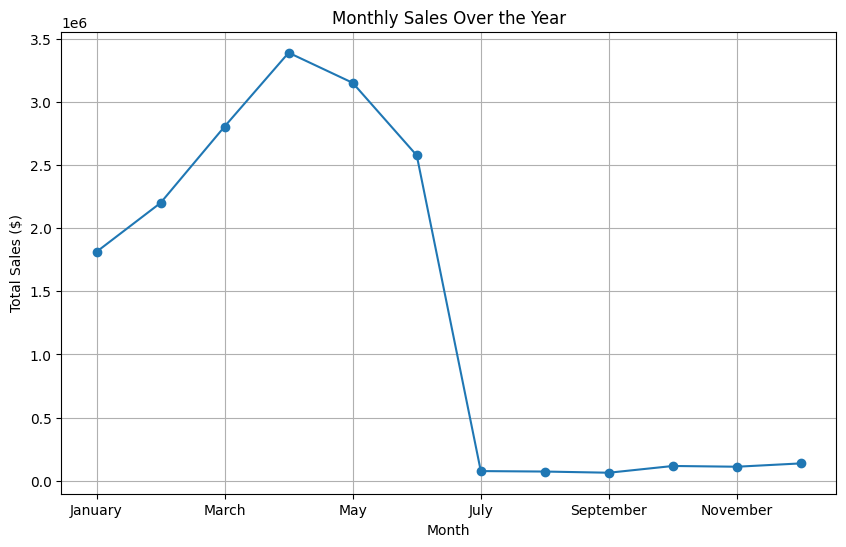 Monthly Sales Over the Year
1e6
3.5
3.0
2.5
2.0
1.5
1.0
0.5
0.0
Total Sales ($)
January March May July September November
Month